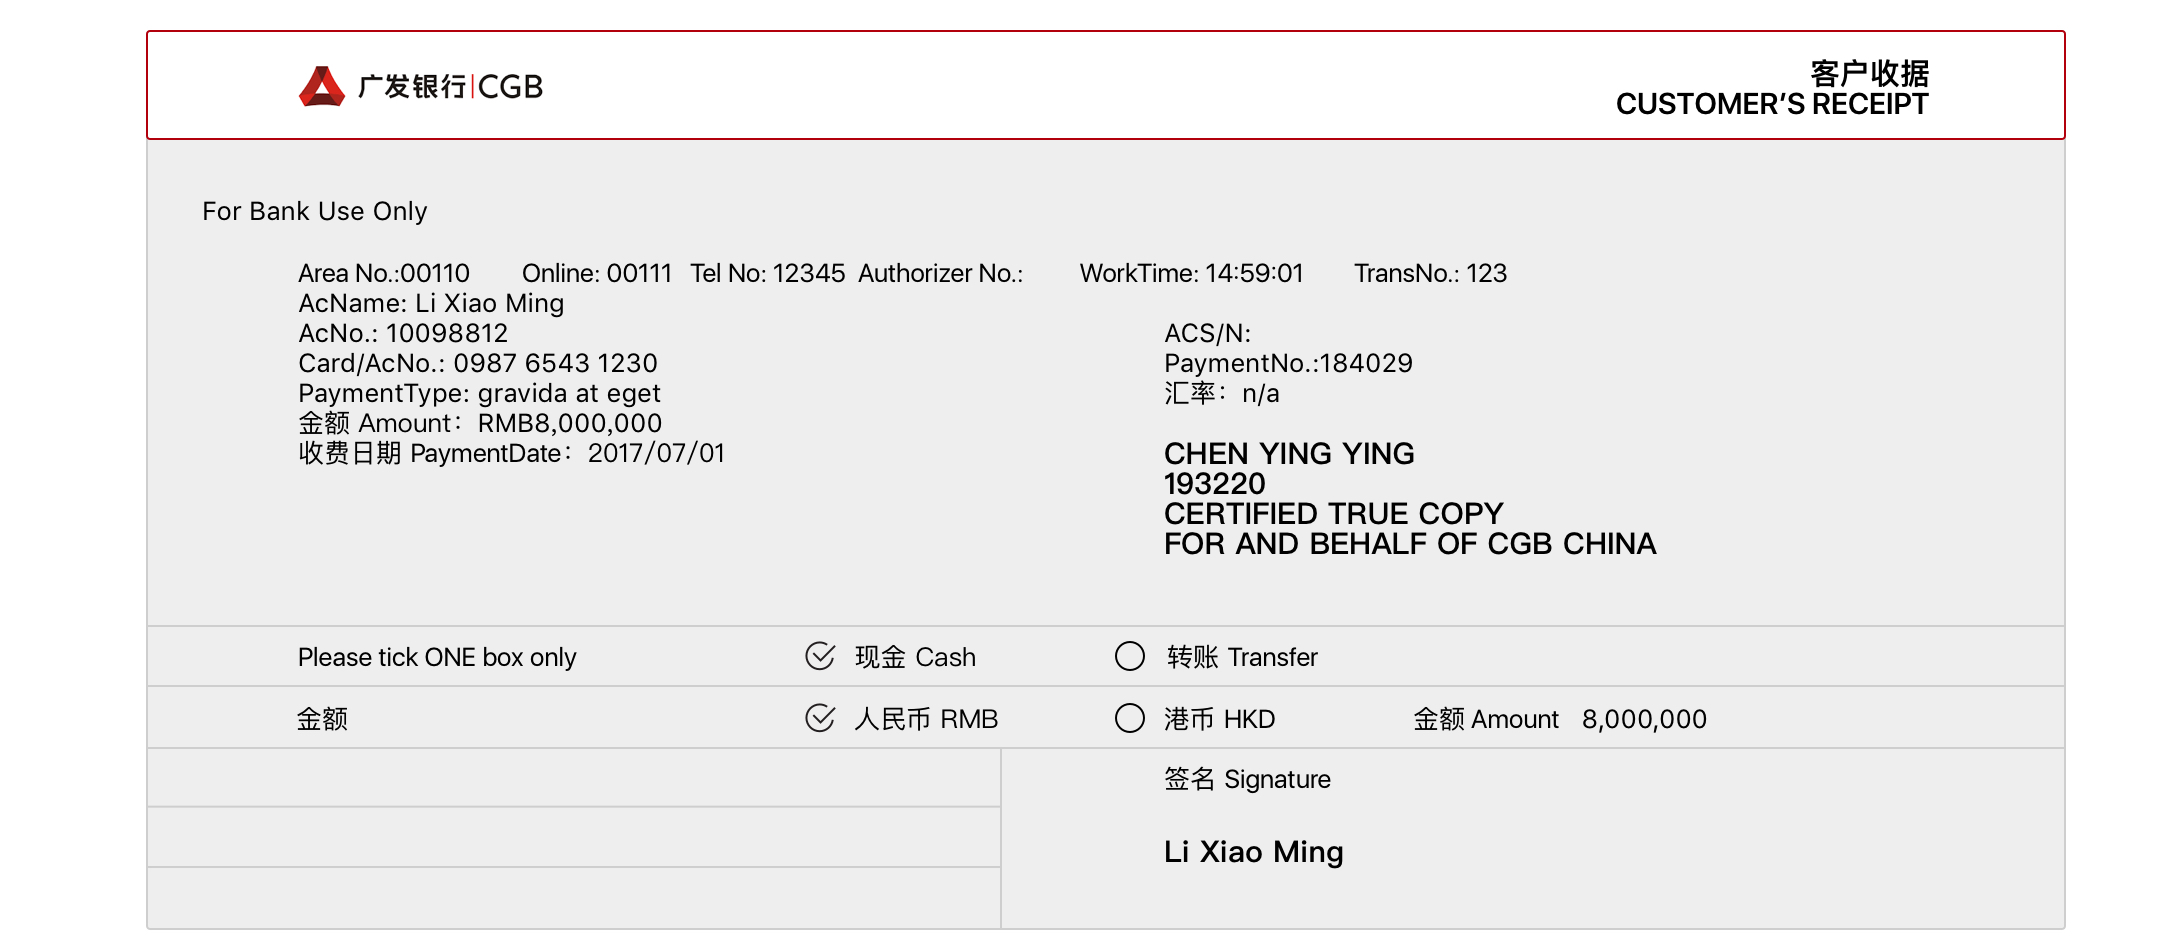 广发银行|CGB
客户收据
CUSTOMER’S RECEIPT
For Bank Use Only
Area No.:00110 Online: 00111 Tel No: 12345 Authorizer No.: WorkTime: 14:59:01 TransNo.: 123
AcName: Li Xiao Ming
AcNo.: 10098812 ACS/N:
Card/AcNo.: 0987 6543 1230 PaymentNo.:184029
PaymentType: gravida at eget 汇率：n/a
金额 Amount：RMB8,000,000
收费日期 PaymentDate：2017/07/01 CHEN YING YING
193220
CERTIFIED TRUE COPY
FOR AND BEHALF OF CGB CHINA
Please tick ONE box only 现金 Cash 转账 Transfer
金额 人民币 RMB 港币 HKD 金额 Amount 8,000,000
签名 Signature
Li Xiao Ming